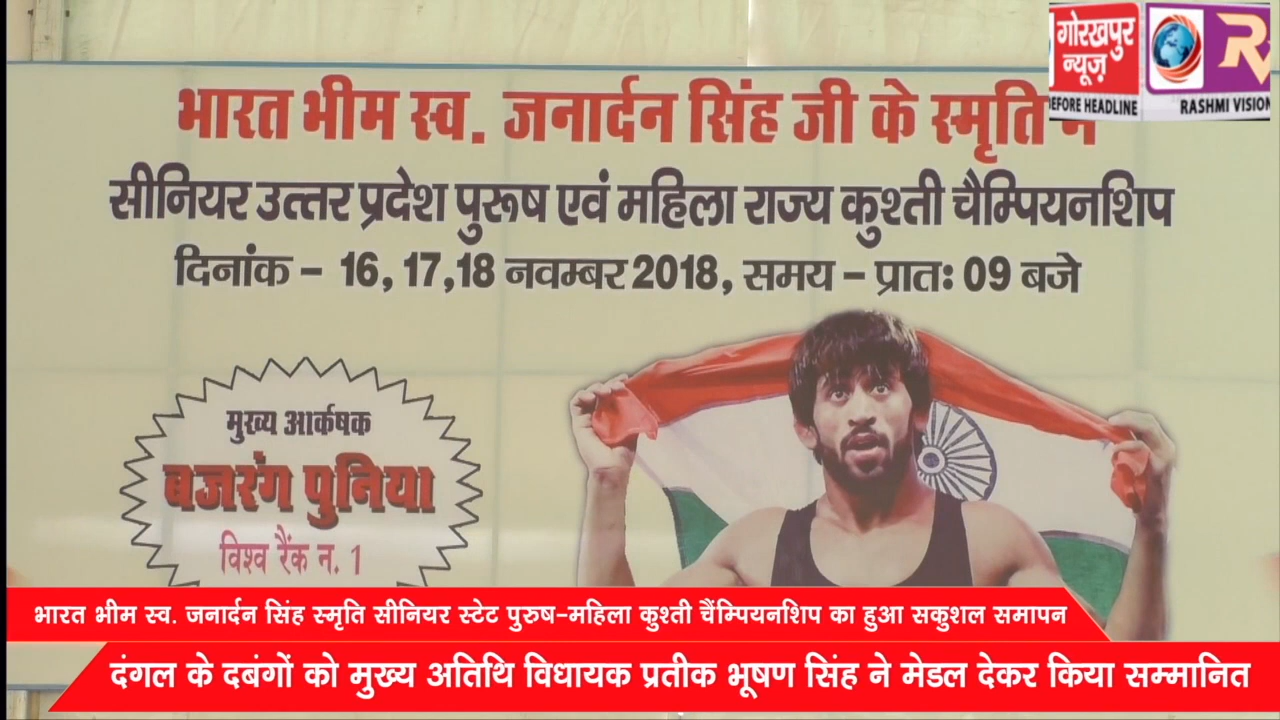 गोरखपुर
न्यूज़
BEFORE HEADLINE
R
RASHMI VISION
भारत भीम स्व. जनार्दन सिंह जी के स्मृति में
सीनियर उत्तर प्रदेश पुरूष एवं महिला राज्य कुश्ती चैम्पियनशिप
दिनांक - 16, 17,18 नवम्बर 2018, समय - प्रातः 09 बजे
मुख्य आर्कषक
बजरंग पुनिया
विश्व रैंक न. 1
भारत भीम स्व. जनार्दन सिंह स्मृति सीनियर स्टेट पुरुष-महिला कुश्ती चैंम्पियनशिप का हुआ सकुशल समापन
दंगल के दबंगों को मुख्य अतिथि विधायक प्रतीक भूषण सिंह ने मेडल देकर किया सम्मानित